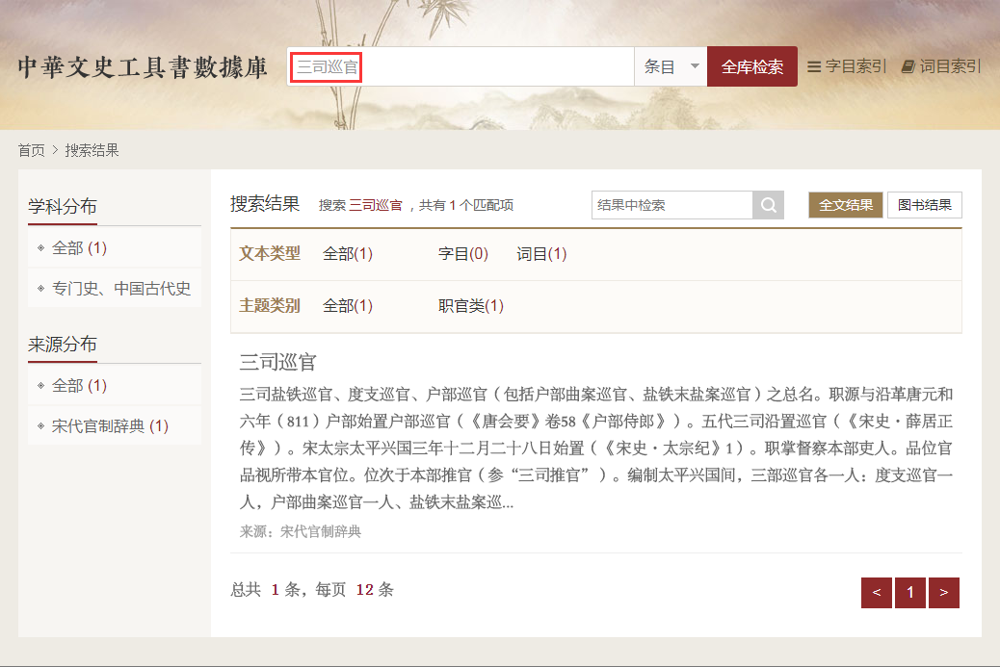 中華文史工具書數據庫
三司巡官
条目
全库检索
字目索引
词目索引
首页 > 搜索结果
学科分布
全部 (1)
专门史、中国古代史
来源分布
全部 (1)
宋代官制辞典 (1)
搜索结果 搜索 三司巡官 ，共有 1 个匹配项
结果中检索
全文结果
图书结果
文本类型 全部(1) 字目(0) 词目(1)
主题类别 全部(1) 职官类(1)
三司巡官
三司盐铁巡官、度支巡官、户部巡官（包括户部曲案巡官、盐铁末盐案巡官）之总名。职源与沿革唐元和
六年（811）户部始置户部巡官（《唐会要》卷58《户部侍郎》）。五代三司沿置巡官（《宋史·薛居正
传》）。宋太宗太平兴国三年十二月二十八日始置（《宋史·太宗纪》1）。职掌督察本部吏人。品位官
品视所带本官位。位次于本部推官（参“三司推官”）。编制太平兴国间，三部巡官各一人：度支巡官一
人，户部曲案巡官一人、盐铁末盐案巡...
来源：宋代官制辞典
总共 1 条，每页 12 条
< 1 >